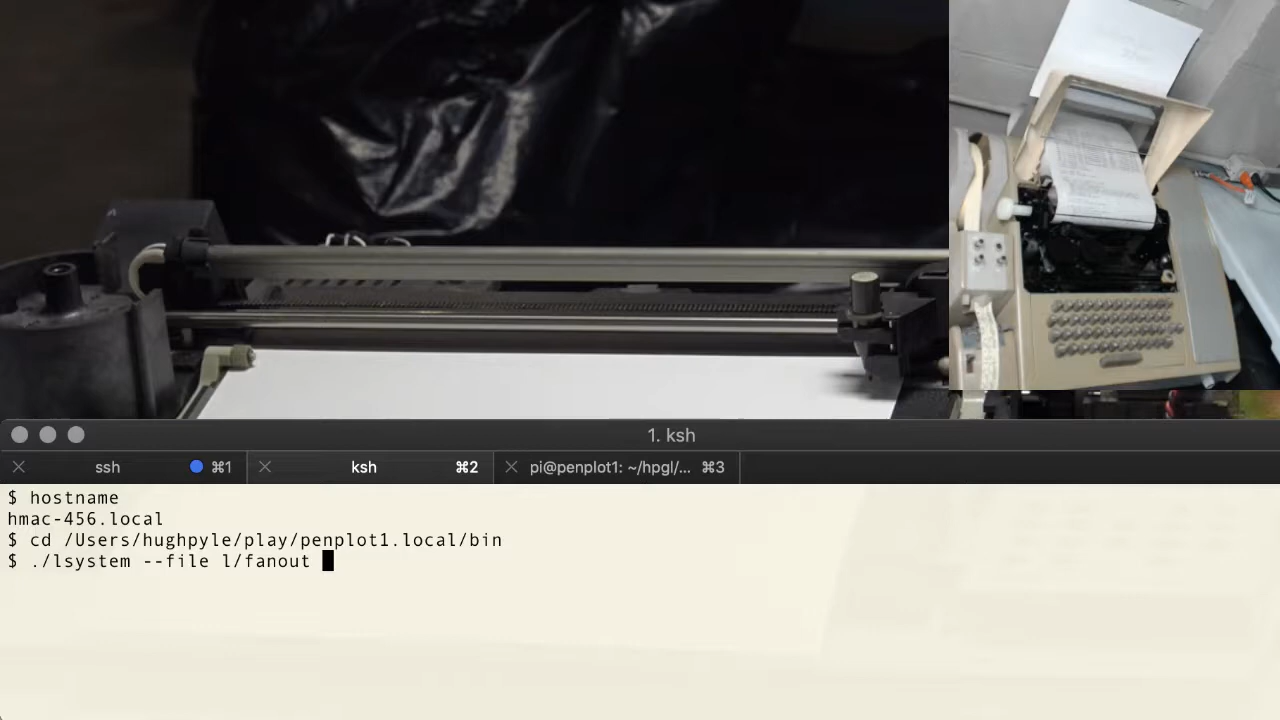 1. ksh
ssh ⌘1 ksh ⌘2 pi@penplot1: ~/hpgl/... ⌘3
$ hostname
hmac-456.local
$ cd /Users/hughpyle/play/penplot1.local/bin
$ ./lsystem --file l/fanout